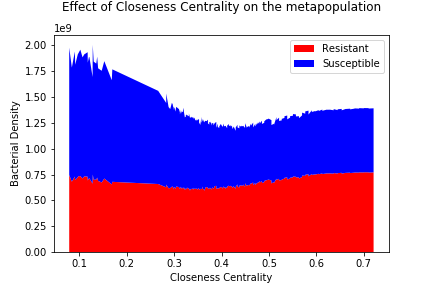 Effect of Closeness Centrality on the metapopulation
1e9
2.00
1.75
1.50
1.25
1.00
0.75
0.50
0.25
0.00
Bacterial Density
Resistant
Susceptible
0.1 0.2 0.3 0.4 0.5 0.6 0.7
Closeness Centrality